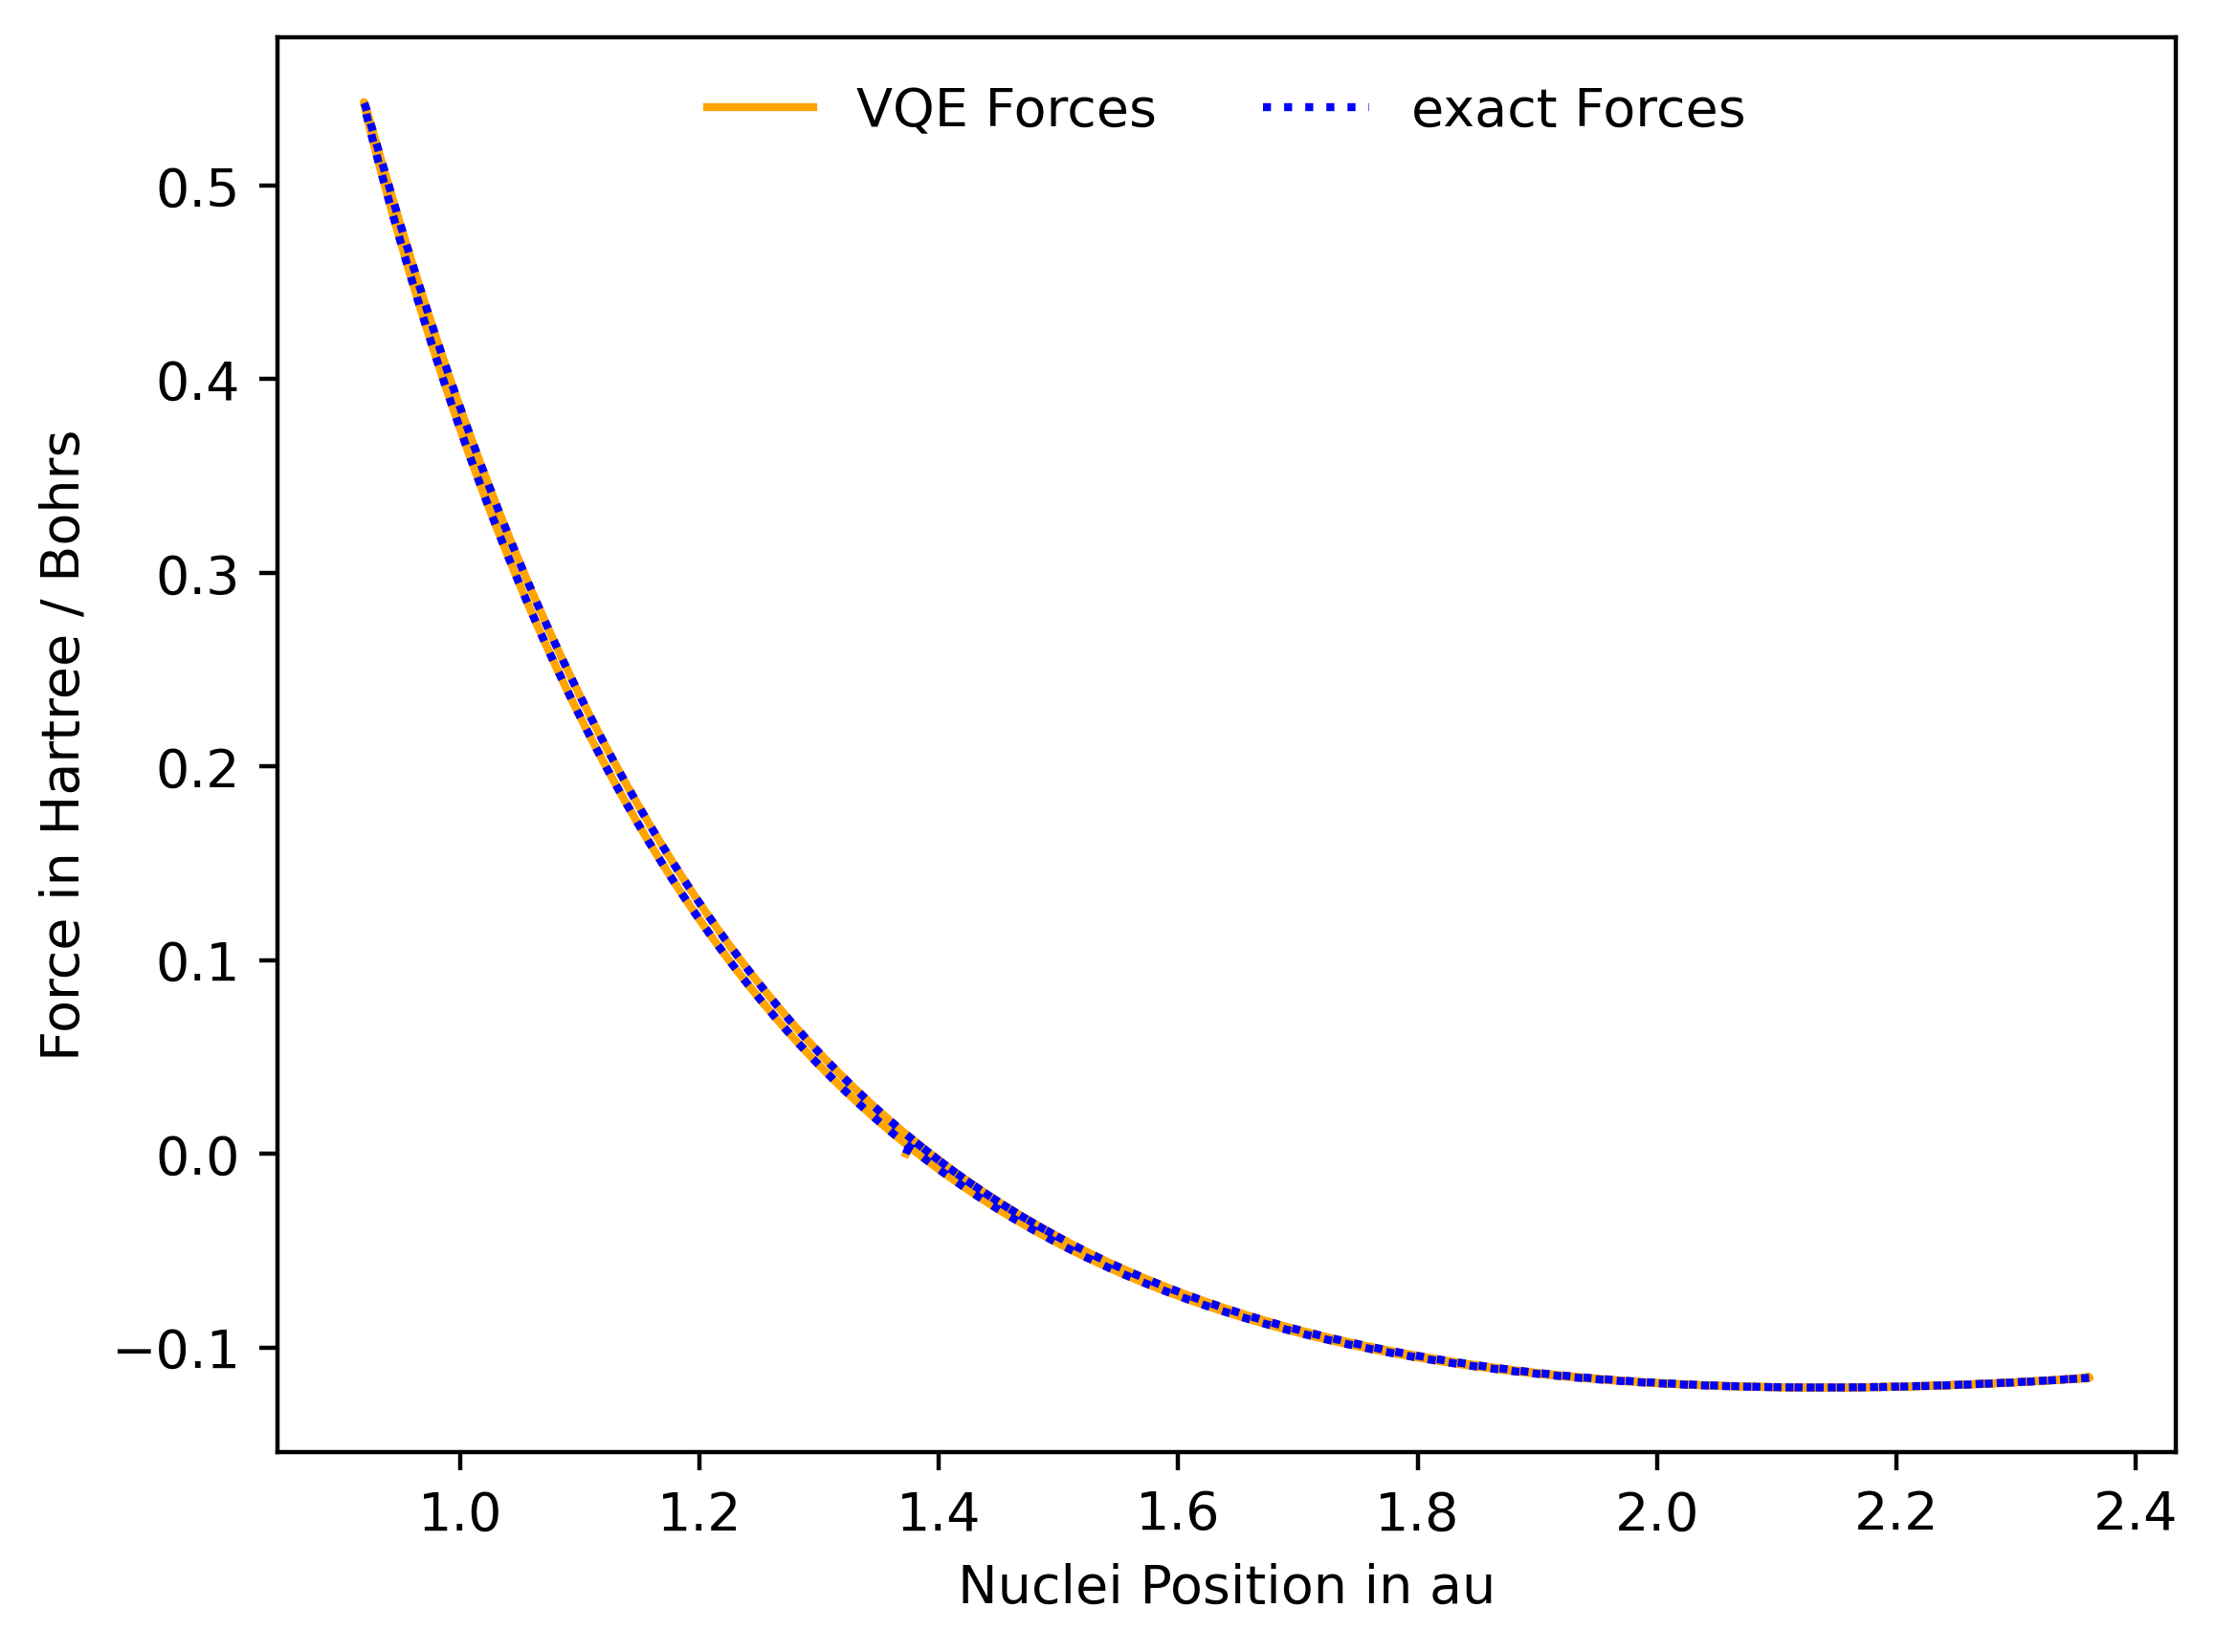 VQE Forces
exact Forces
0.5
0.4
0.3
0.2
0.1
0.0
−0.1
Force in Hartree / Bohrs
1.0 1.2 1.4 1.6 1.8 2.0 2.2 2.4
Nuclei Position in au